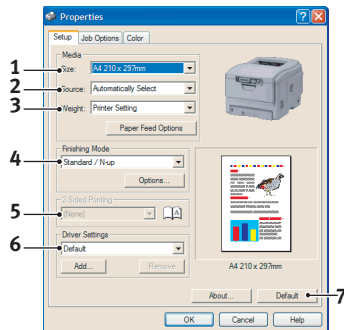 Properties
Setup Job Options Color
Media
1 Size: A4 210 x 297mm
2 Source: Automatically Select
3 Weight: Printer Setting
Paper Feed Options
Finishing Mode
4 Standard / N-up
Options...
2-Sided Printing
5 (None)
A
Driver Settings
6 Default
Add... Remove
A4 210 x 297mm
About... Default 7
OK Cancel Help